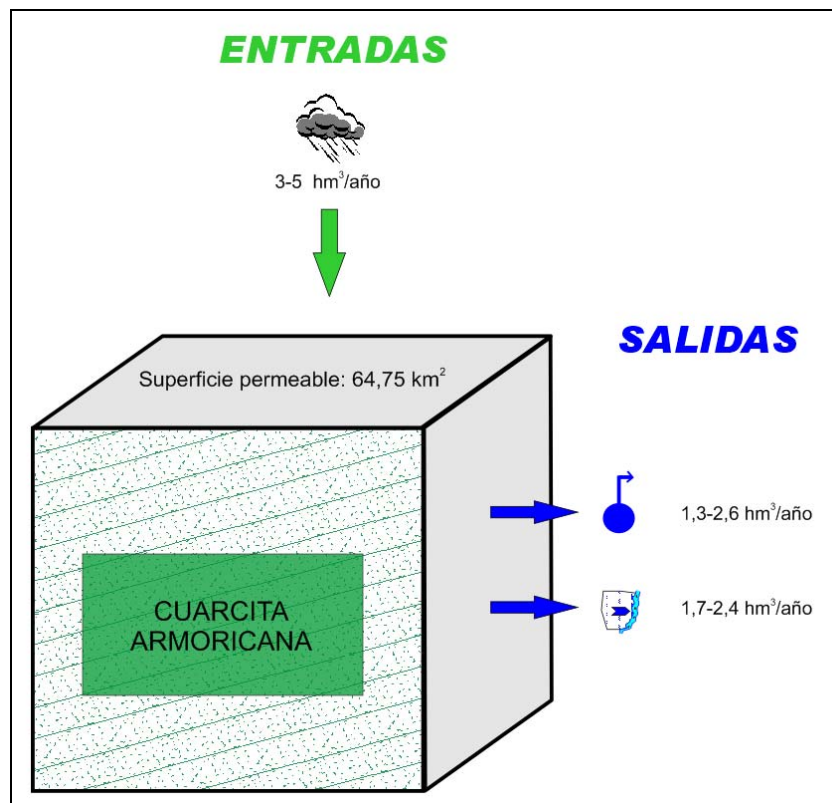 ENTRADAS
3-5 hm³/año
SALIDAS
Superficie permeable: 64,75 km²
1,3-2,6 hm³/año
CUARCITA
ARMORICANA
1,7-2,4 hm³/año